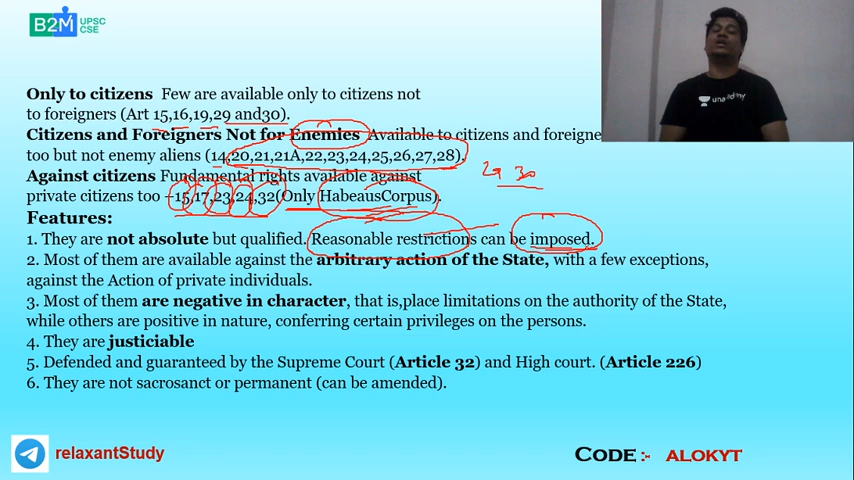 B2M UPSC
CSE
unacademy
Only to citizens Few are available only to citizens not
to foreigners (Art 15,16,19,29 and30).
Citizens and Foreigners Not for Enemies Available to citizens and foreigne
too but not enemy aliens (14,20,21,21A,22,23,24,25,26,27,28).
29 30
Against citizens Fundamental rights available against
private citizens too –15,17,23,24,32(Only HabeausCorpus).
Features:
1. They are not absolute but qualified. Reasonable restrictions can be imposed.
2. Most of them are available against the arbitrary action of the State, with a few exceptions,
against the Action of private individuals.
3. Most of them are negative in character, that is,place limitations on the authority of the State,
while others are positive in nature, conferring certain privileges on the persons.
4. They are justiciable
5. Defended and guaranteed by the Supreme Court (Article 32) and High court. (Article 226)
6. They are not sacrosanct or permanent (can be amended).
relaxantStudy
CODE :- ALOKYT